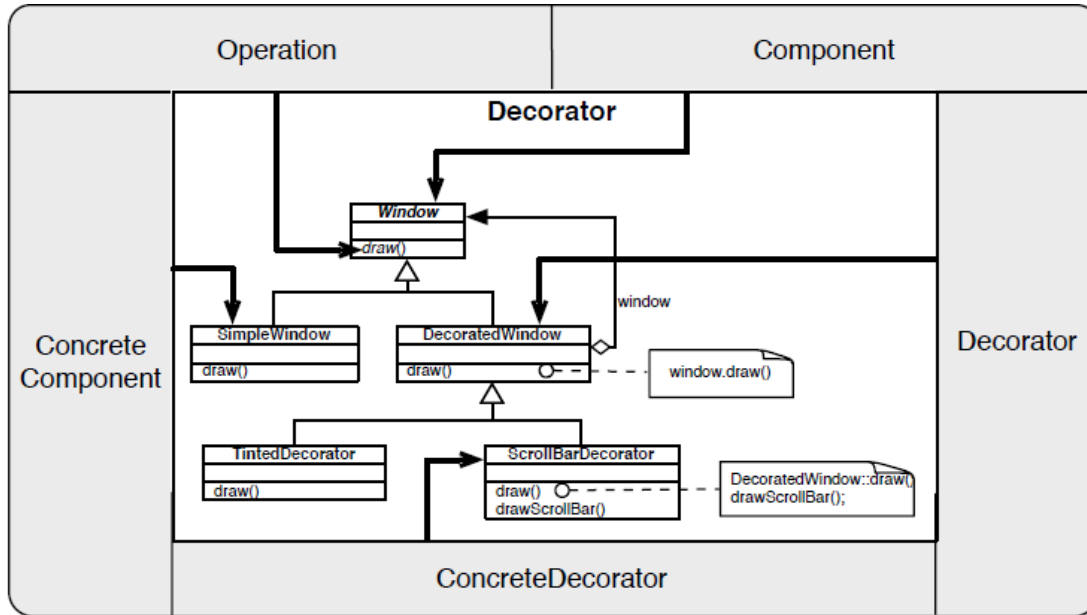 Operation
Component
Decorator
Window
draw()
window
SimpleWindow
draw()
DecoratedWindow
draw()
window.draw()
Concrete
Component
Decorator
TintedDecorator
draw()
ScrollBarDecorator
draw()
drawScrollBar()
DecoratedWindow::draw()
drawScrollBar();
ConcreteDecorator